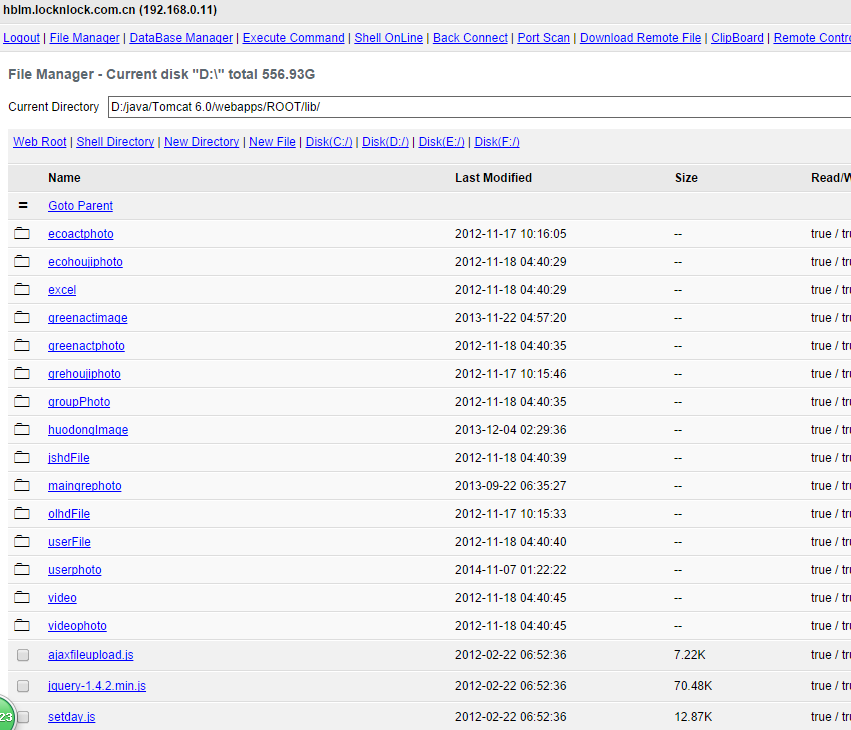 hblm.locknlock.com.cn (192.168.0.11)
Logout | File Manager | DataBase Manager | Execute Command | Shell OnLine | Back Connect | Port Scan | Download Remote File | ClipBoard | Remote Contro
File Manager - Current disk "D:\" total 556.93G
Current Directory D:/java/Tomcat 6.0/webapps/ROOT/lib/
Web Root | Shell Directory | New Directory | New File | Disk(C:/) | Disk(D:/) | Disk(E:/) | Disk(F:/)
Name Last Modified Size Read/W
= Goto Parent
ecoactphoto 2012-11-17 10:16:05 -- true / tru
ecohoujiphoto 2012-11-18 04:40:29 -- true / tru
excel 2012-11-18 04:40:29 -- true / tru
greenactimage 2013-11-22 04:57:20 -- true / tru
greenactphoto 2012-11-18 04:40:35 -- true / tru
grehoujiphoto 2012-11-17 10:15:46 -- true / tru
groupPhoto 2012-11-18 04:40:35 -- true / tru
huodongImage 2013-12-04 02:29:36 -- true / tru
jshdFile 2012-11-18 04:40:39 -- true / tru
maingrephoto 2013-09-22 06:35:27 -- true / tru
olhdFile 2012-11-17 10:15:33 -- true / tru
userFile 2012-11-18 04:40:40 -- true / tru
userphoto 2014-11-07 01:22:22 -- true / tru
video 2012-11-18 04:40:45 -- true / tru
videophoto 2012-11-18 04:40:45 -- true / tru
ajaxfileupload.js 2012-02-22 06:52:36 7.22K true / tru
jquery-1.4.2.min.js 2012-02-22 06:52:36 70.48K true / tru
23 setday.js 2012-02-22 06:52:36 12.87K true / tru